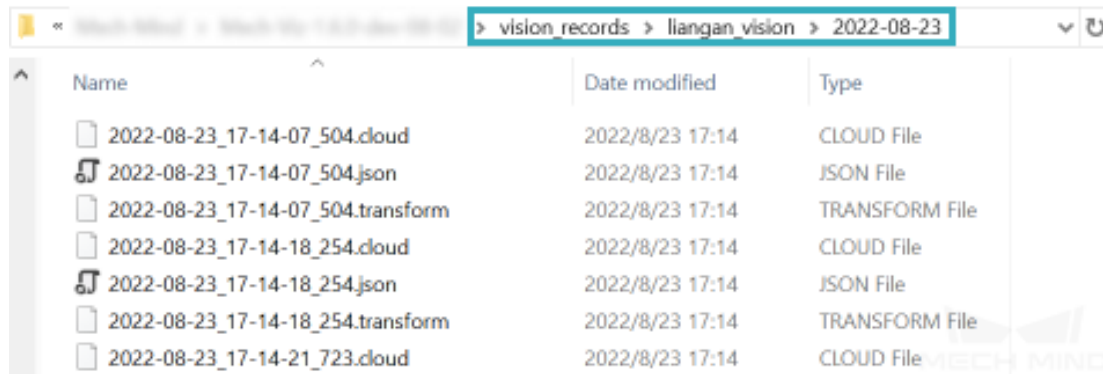 « > vision_records > liangan_vision > 2022-08-23
Name Date modified Type
2022-08-23_17-14-07_504.cloud 2022/8/23 17:14 CLOUD File
2022-08-23_17-14-07_504.json 2022/8/23 17:14 JSON File
2022-08-23_17-14-07_504.transform 2022/8/23 17:14 TRANSFORM File
2022-08-23_17-14-18_254.cloud 2022/8/23 17:14 CLOUD File
2022-08-23_17-14-18_254.json 2022/8/23 17:14 JSON File
2022-08-23_17-14-18_254.transform 2022/8/23 17:14 TRANSFORM File
2022-08-23_17-14-21_723.cloud 2022/8/23 17:14 CLOUD File
MECH MIND